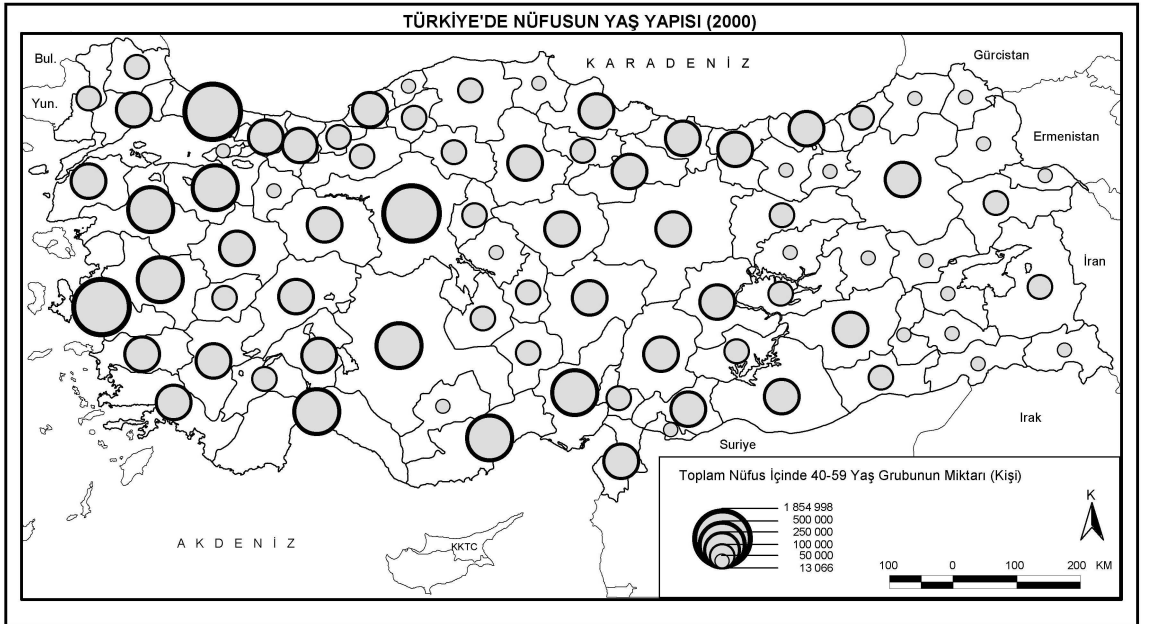 TÜRKİYE'DE NÜFUSUN YAŞ YAPISI (2000)
Bul.
KARADENİZ
Gürcistan
Yun.
Ermenistan
İran
Irak
Suriye
AKDENİZ
KKTC
Toplam Nüfus İçinde 40-59 Yaş Grubunun Miktarı (Kişi)
1 854 998
500 000
250 000
100 000
50 000
13 066
K
100 0 100 200 KM